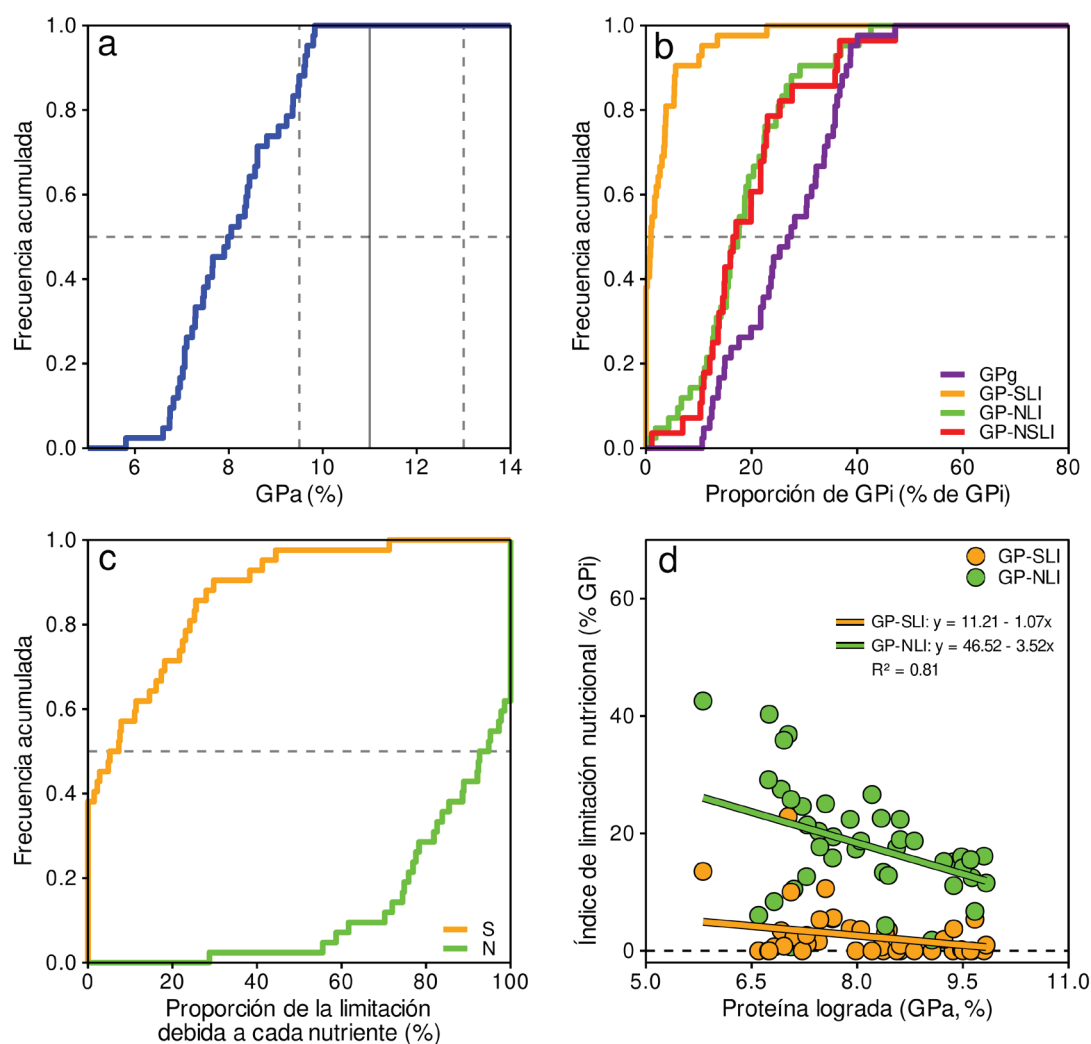 a
Frecuencia acumulada
1.0
0.8
0.6
0.4
0.2
0.0
6
8
10
12
14
GPa (%)
b
Frecuencia acumulada
1.0
0.8
0.6
0.4
0.2
0.0
GPg
GP-SLI
GP-NLI
GP-NSLI
0
20
40
60
80
Proporción de GPi (% de GPi)
c
Frecuencia acumulada
1.0
0.8
0.6
0.4
0.2
0.0
S
N
0
20
40
60
80
100
Proporción de la limitación
debida a cada nutriente (%)
d
Índice de limitación nutricional (% GPi)
60
40
20
0
GP-SLI
GP-NLI
GP-SLI: y = 11.21 - 1.07x
GP-NLI: y = 46.52 - 3.52x
R² = 0.81
5.0
6.5
8.0
9.5
11.0
Proteína lograda (GPa, %)